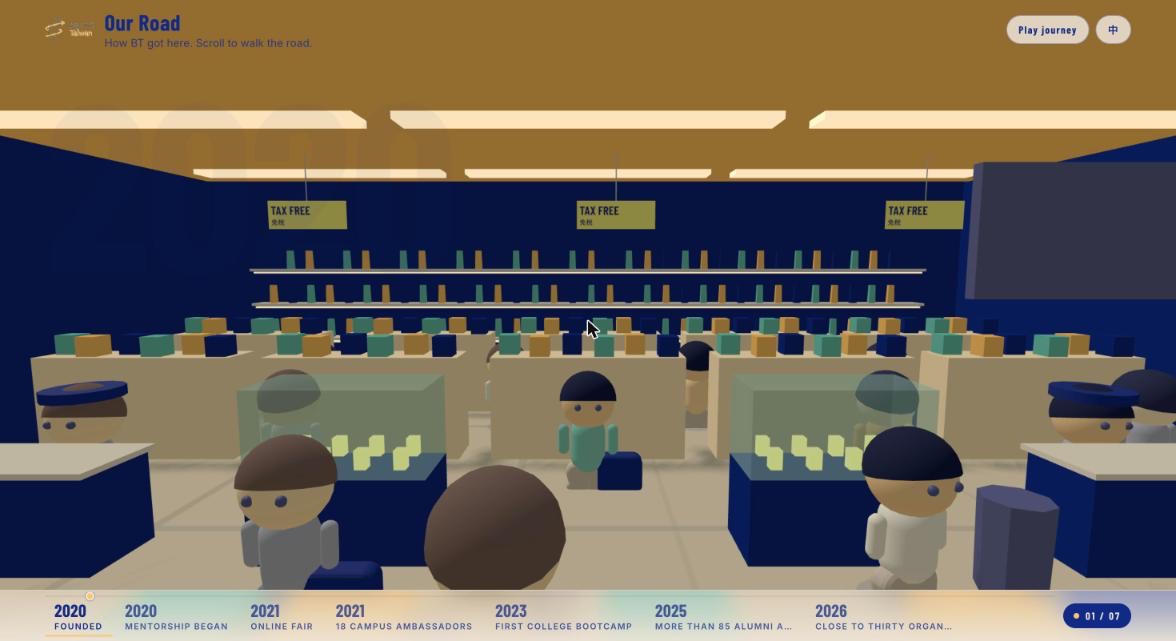 Taiwan
Our Road
How BT got here. Scroll to walk the road.
Play journey
中
2020
TAX FREE
免稅
TAX FREE
免稅
TAX FREE
免稅
2020
FOUNDED
2020
MENTORSHIP BEGAN
2021
ONLINE FAIR
2021
18 CAMPUS AMBASSADORS
2023
FIRST COLLEGE BOOTCAMP
2025
MORE THAN 85 ALUMNI A...
2026
CLOSE TO THIRTY ORGAN...
01 / 07